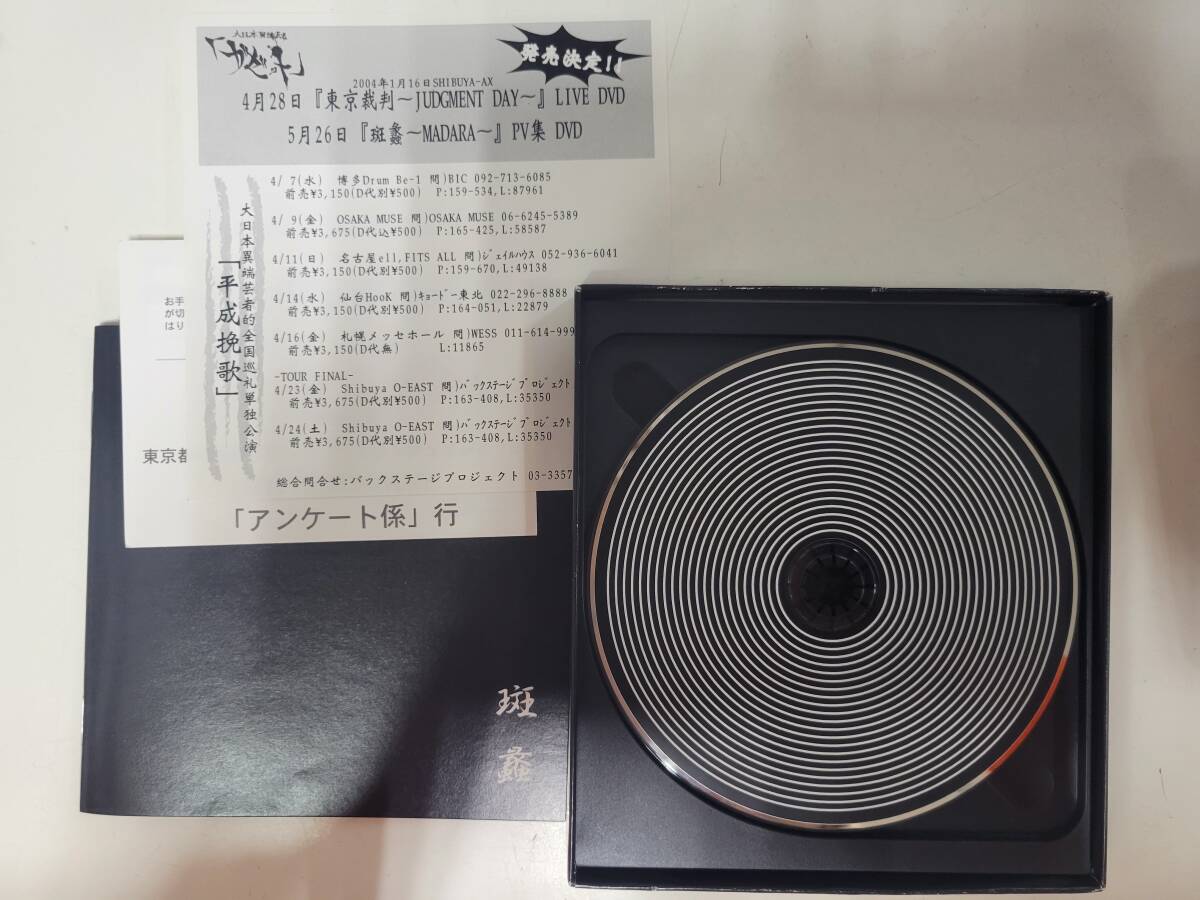 大日本異端芸者
「ガゼット」
発売決定!!
2004年1月16日SHIBUYA-AX
4月28日『東京裁判～JUDGMENT DAY～』LIVE DVD
5月26日『斑蠡～MADARA～』PV集 DVD
大日本異端芸者的全国巡礼単独公演
「平成挽歌」
4/ 7(水) 博多Drum Be-1 問)BIC 092-713-6085
前売¥3,150(D代別¥500) P:159-534,L:87961
4/ 9(金) OSAKA MUSE 問)OSAKA MUSE 06-6245-5389
前売¥3,675(D代込¥500) P:165-425,L:58587
4/11(日) 名古屋ell,FITS ALL 問)ｼﾞｪｲﾙﾊｳｽ 052-936-6041
前売¥3,150(D代別¥500) P:159-670,L:49138
4/14(水) 仙台HooK 問)ｷｮｰﾄﾞｰ東北 022-296-8888
前売¥3,150(D代別¥500) P:164-051,L:22879
4/16(金) 札幌メッセホール 問)WESS 011-614-999
前売¥3,150(D代無) L:11865
-TOUR FINAL-
4/23(金) Shibuya O-EAST 問)ﾊﾞｯｸｽﾃｰｼﾞﾌﾟﾛｼﾞｪｸﾄ
前売¥3,675(D代別¥500) P:163-408,L:35350
4/24(土) Shibuya O-EAST 問)ﾊﾞｯｸｽﾃｰｼﾞﾌﾟﾛｼﾞｪｸﾄ
前売¥3,675(D代別¥500) P:163-408,L:35350
総合問合せ:バックステージプロジェクト 03-3357
お手
が切
はり
東京都
「アンケート係」行
斑
蠡